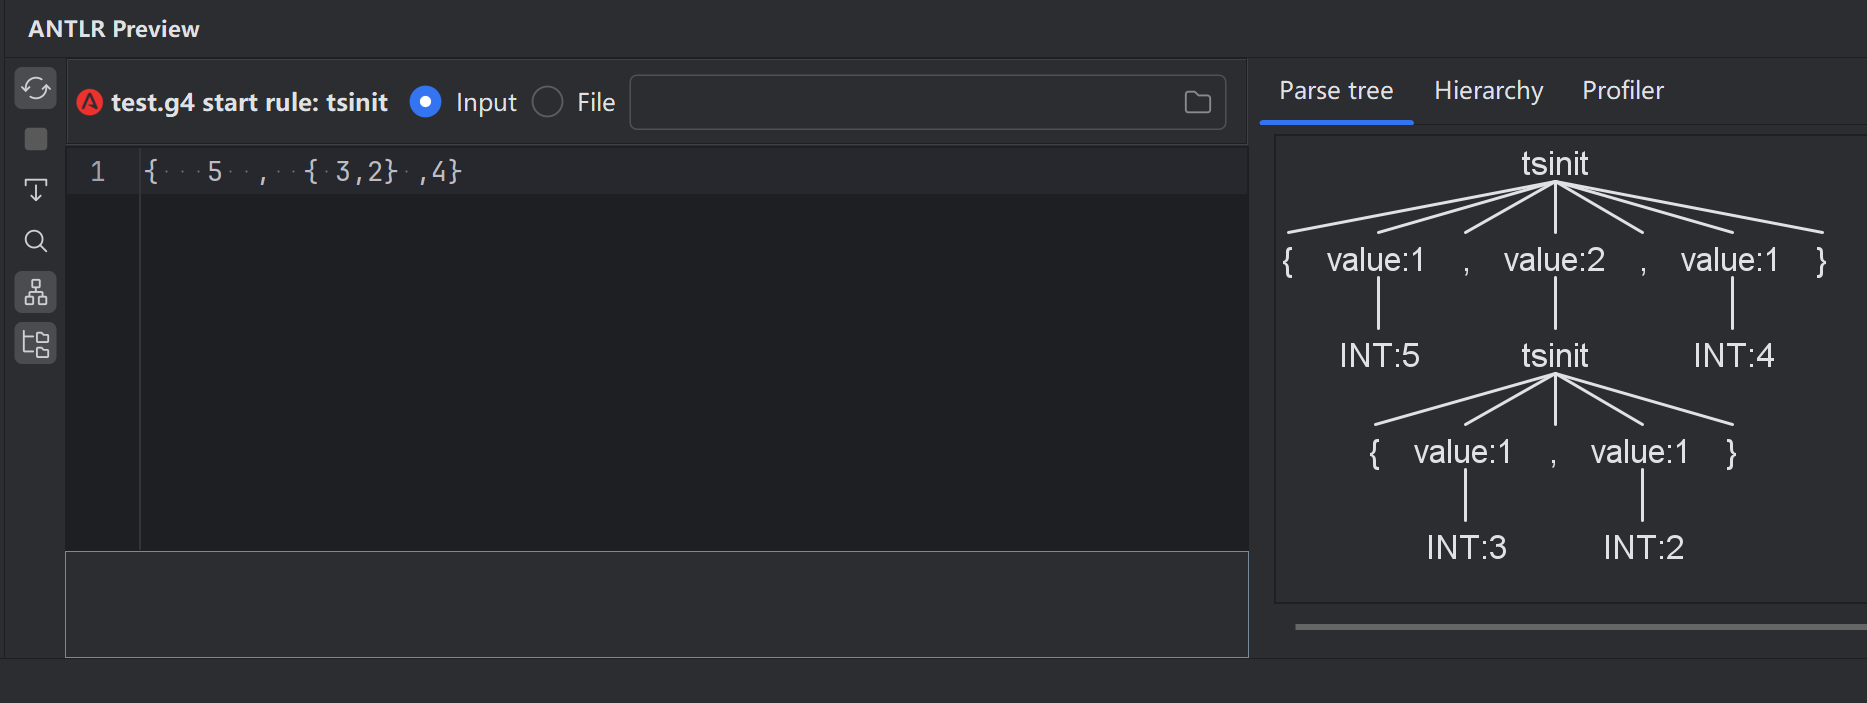 ANTLR Preview
test.g4 start rule: tsinit Input File
Parse tree Hierarchy Profiler
1 { 5 , { 3,2} ,4}
tsinit
{ value:1 , value:2 , value:1 }
INT:5 tsinit INT:4
{ value:1 , value:1 }
INT:3 INT:2